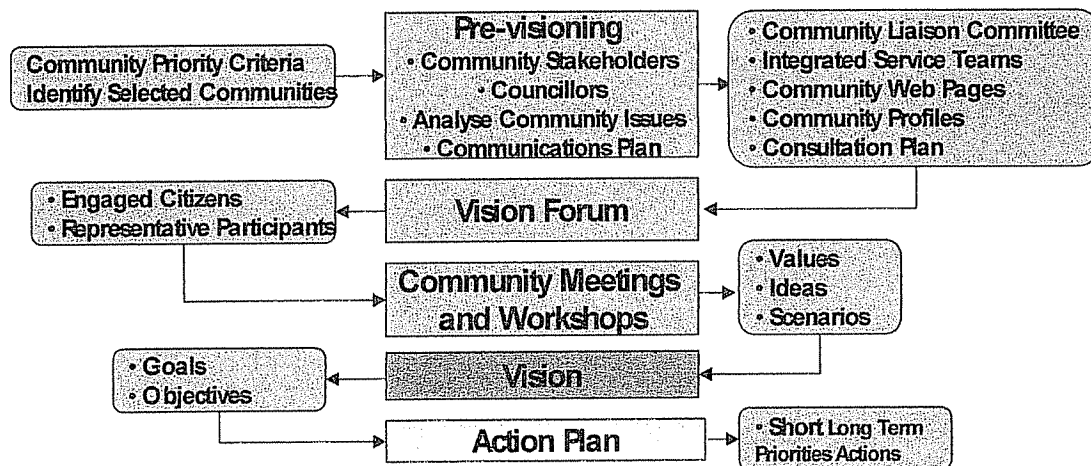 Community Priority Criteria
Identify Selected Communities
Pre-visioning
• Community Stakeholders
• Councillors
• Analyse Community Issues
• Communications Plan
• Community Liaison Committee
• Integrated Service Teams
• Community Web Pages
• Community Profiles
• Consultation Plan
Vision Forum
• Engaged Citizens
• Representative Participants
Community Meetings
and Workshops
• Values
• Ideas
• Scenarios
Vision
• Goals
• Objectives
Action Plan
• Short Long Term
Priorities Actions